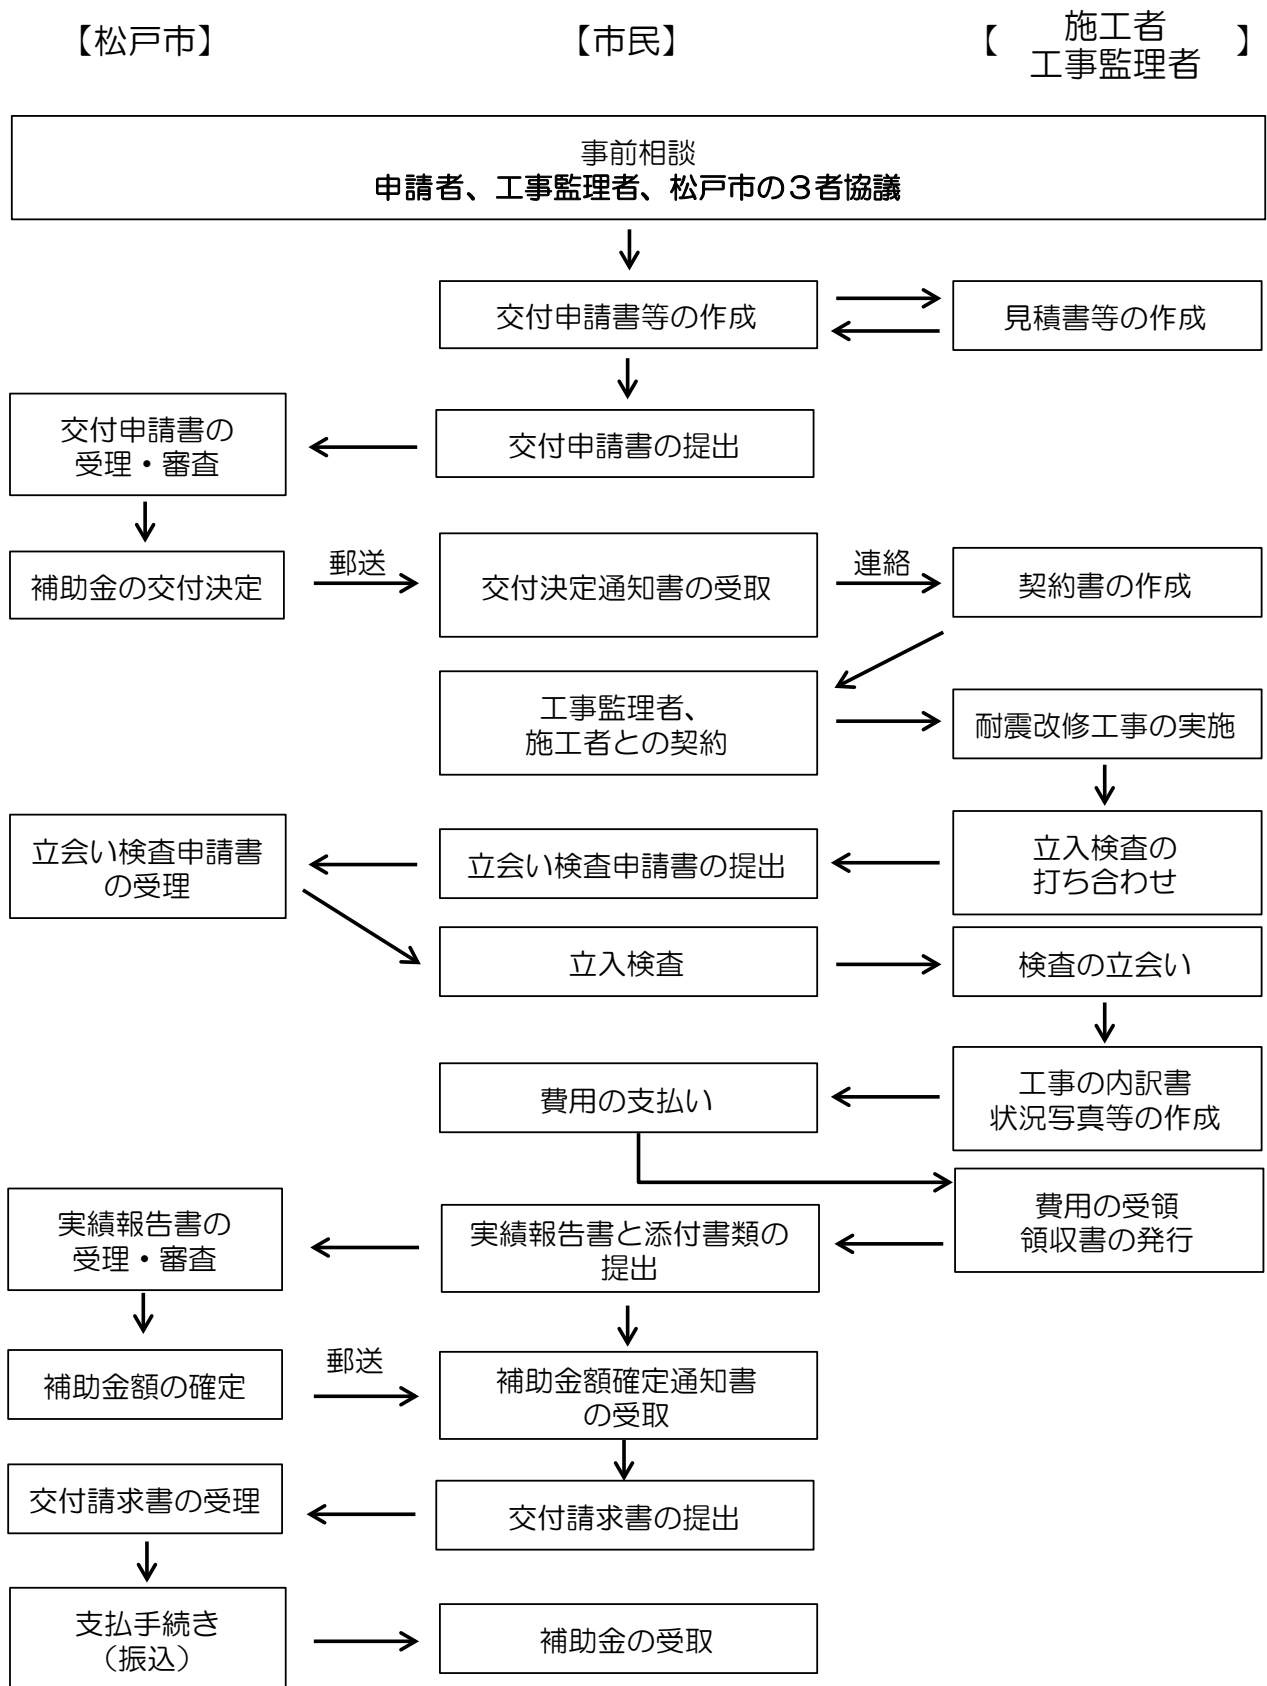 【松戸市】
【市民】
【 施工者 】
工事監理者
事前相談
申請者、工事監理者、松戸市の３者協議
交付申請書等の作成
見積書等の作成
交付申請書の
受理・審査
交付申請書の提出
補助金の交付決定
郵送
交付決定通知書の受取
連絡
契約書の作成
工事監理者、
施工者との契約
耐震改修工事の実施
立会い検査申請書
の受理
立会い検査申請書の提出
立入検査の
打ち合わせ
立入検査
検査の立会い
費用の支払い
工事の内訳書
状況写真等の作成
費用の受領
領収書の発行
実績報告書の
受理・審査
実績報告書と添付書類の
提出
補助金額の確定
郵送
補助金額確定通知書
の受取
交付請求書の受理
交付請求書の提出
支払手続き
（振込）
補助金の受取